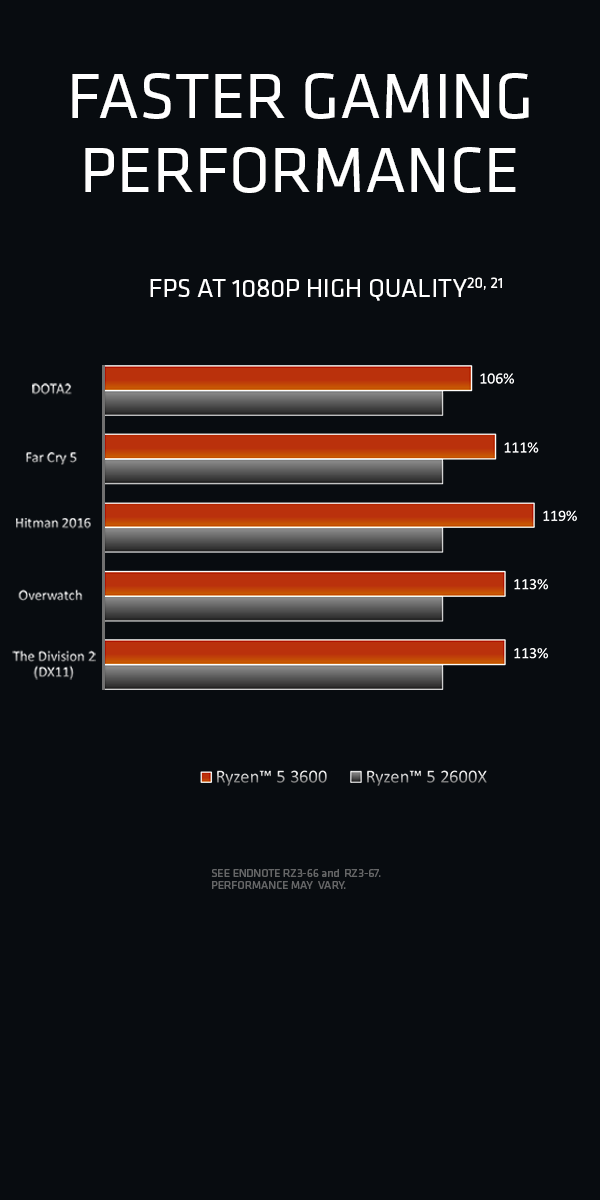 FASTER GAMING
PERFORMANCE
FPS AT 1080P HIGH QUALITY20, 21
DOTA2
106%
Far Cry 5
111%
Hitman 2016
119%
Overwatch
113%
The Division 2
(DX11)
113%
Ryzen™ 5 3600
Ryzen™ 5 2600X
SEE ENDNOTE RZ3-66 and RZ3-67.
PERFORMANCE MAY VARY.